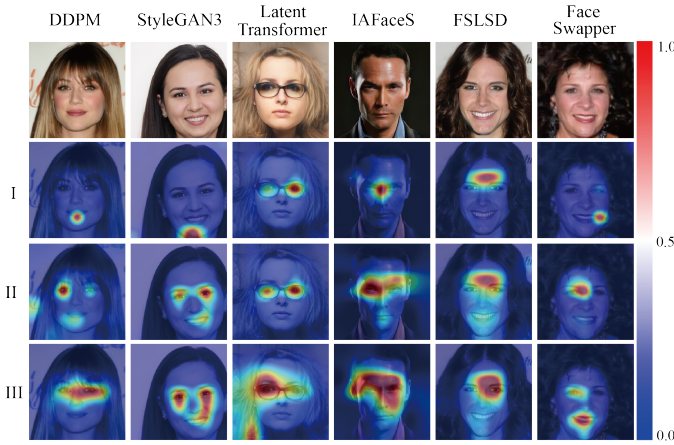 DDPM
StyleGAN3
Latent
Transformer
IAFaceS
FSLSD
Face
Swapper
1.0
I
0.5
II
III
0.0